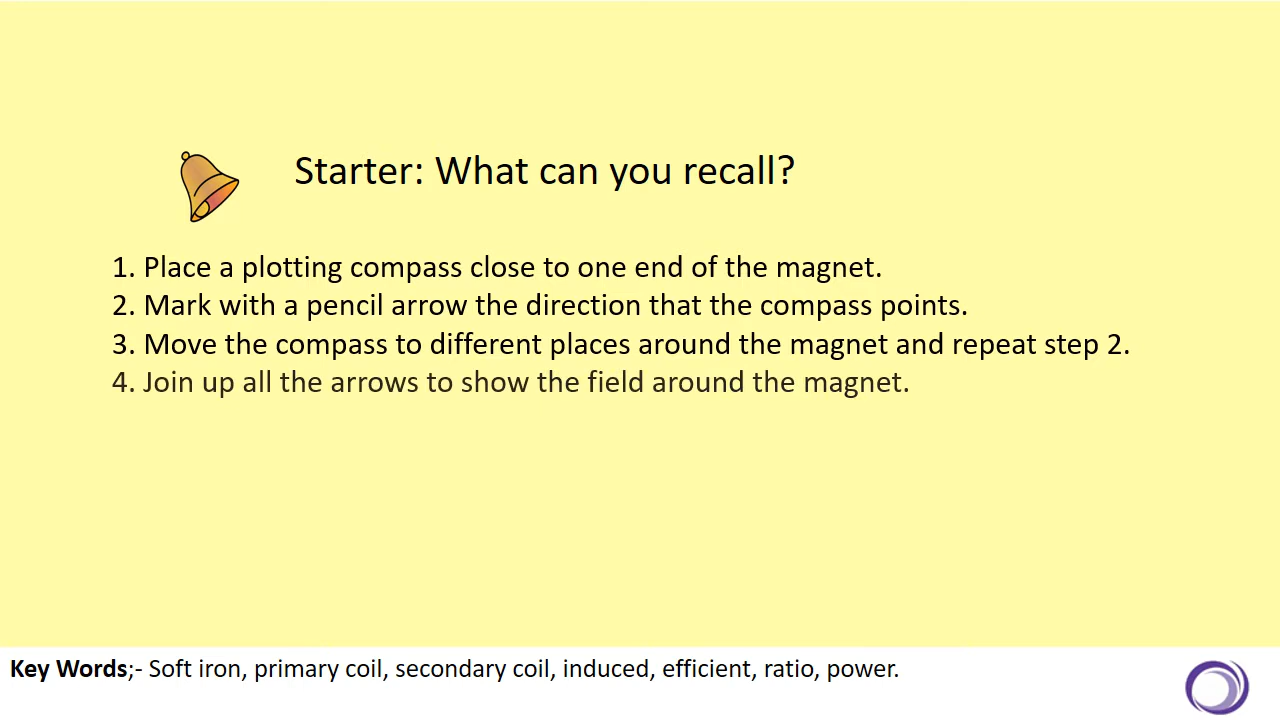 Starter: What can you recall?
1. Place a plotting compass close to one end of the magnet.
2. Mark with a pencil arrow the direction that the compass points.
3. Move the compass to different places around the magnet and repeat step 2.
4. Join up all the arrows to show the field around the magnet.
Key Words;- Soft iron, primary coil, secondary coil, induced, efficient, ratio, power.